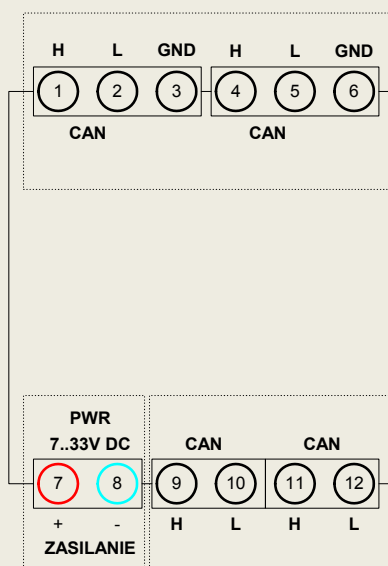 H L GND H L GND
1 2 3 4 5 6
CAN CAN
PWR
7..33V DC CAN CAN
7 8 9 10 11 12
+ - H L H L
ZASILANIE